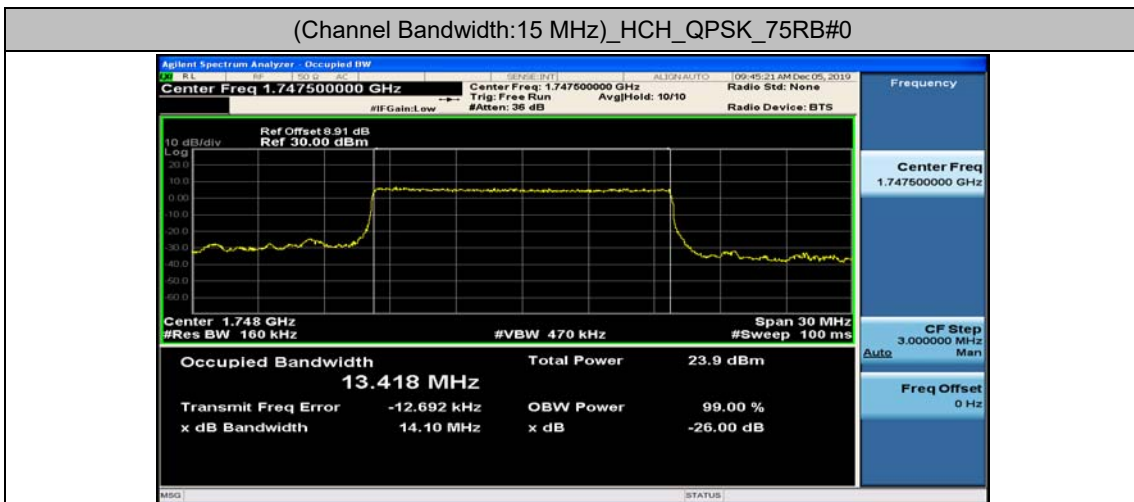 (Channel Bandwidth:15 MHz)_HCH_QPSK_75RB#0
Agilent Spectrum Analyzer - Occupied BW
RL RF 50 Ω AC SENSE:INT ALIGN AUTO 09:45:21 AM Dec 05, 2019
Center Freq 1.747500000 GHz Center Freq: 1.747500000 GHz Radio Std: None
Trig: Free Run Avg|Hold: 10/10
#IFGain:Low #Atten: 36 dB Radio Device: BTS
Frequency
Ref Offset 8.91 dB
10 dB/div Ref 30.00 dBm
Log
20.0
10.0
0.00
-10.0
-20.0
-30.0
-40.0
-50.0
-60.0
Center 1.748 GHz Span 30 MHz
#Res BW 160 kHz #VBW 470 kHz #Sweep 100 ms
Occupied Bandwidth Total Power 23.9 dBm
13.418 MHz
Transmit Freq Error -12.692 kHz OBW Power 99.00 %
x dB Bandwidth 14.10 MHz x dB -26.00 dB
Center Freq
1.747500000 GHz
CF Step
3.000000 MHz
Auto Man
Freq Offset
0 Hz
MSG STATUS